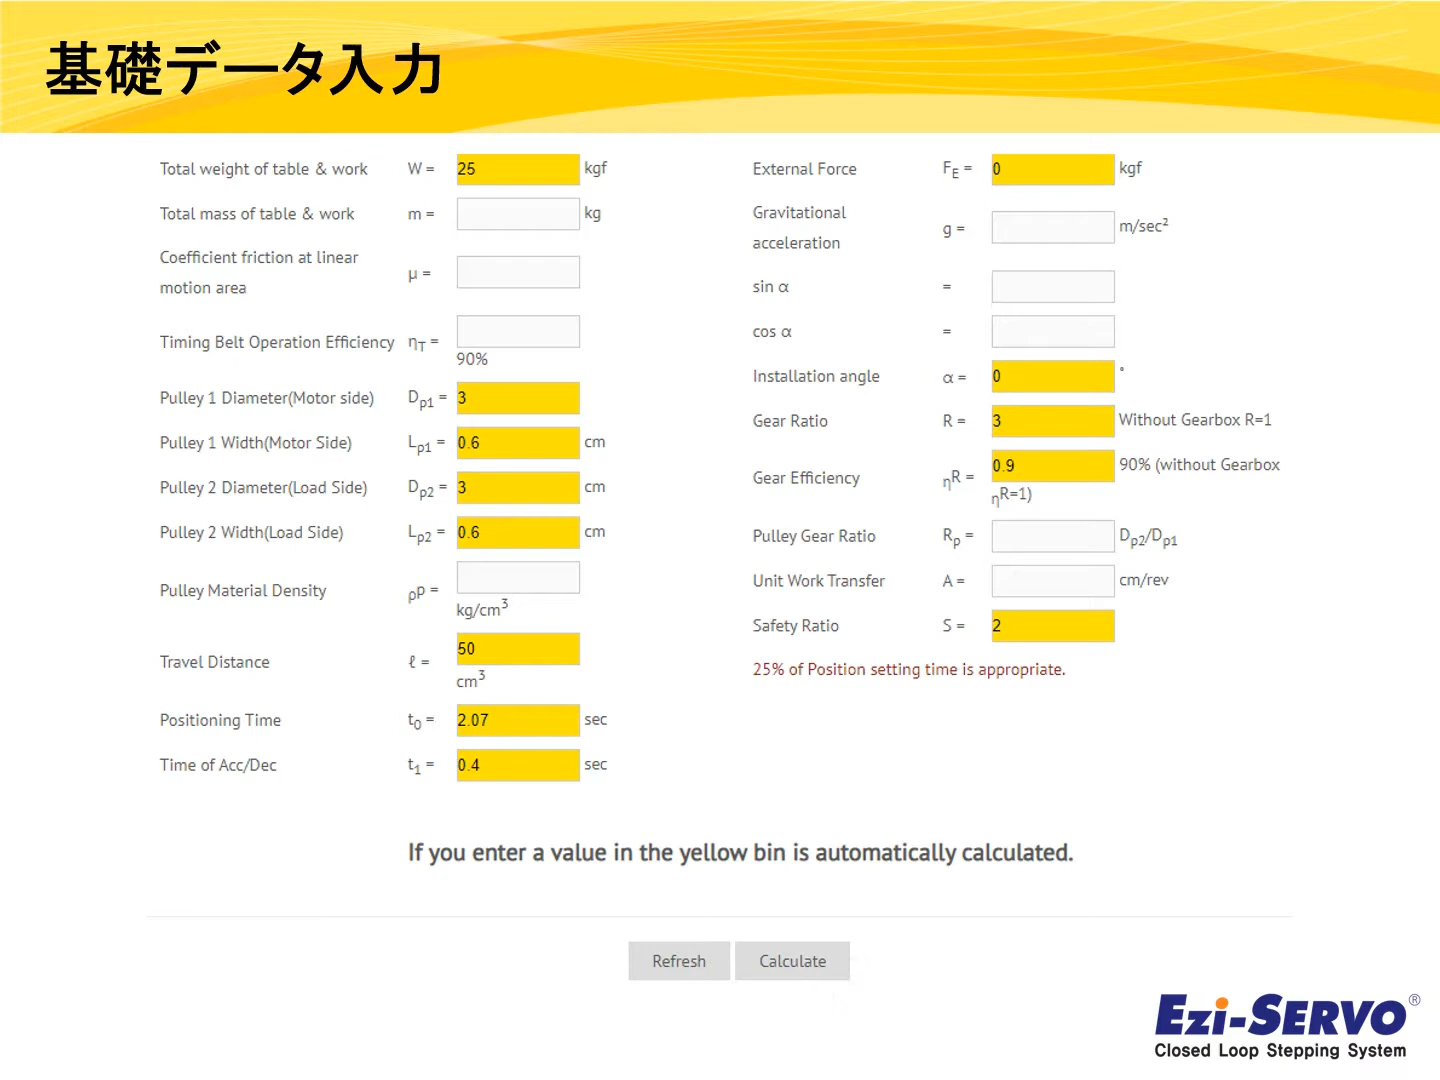 基礎データ入力
Total weight of table & work W = 25 kgf
Total mass of table & work m = kg
Coefficient friction at linear
motion area μ =
Timing Belt Operation Efficiency ηT =
90%
Pulley 1 Diameter(Motor side) Dp1 = 3
Pulley 1 Width(Motor Side) Lp1 = 0.6 cm
Pulley 2 Diameter(Load Side) Dp2 = 3 cm
Pulley 2 Width(Load Side) Lp2 = 0.6 cm
Pulley Material Density ρP =
kg/cm3
Travel Distance ℓ = 50
cm3
Positioning Time t0 = 2.07 sec
Time of Acc/Dec t1 = 0.4 sec
External Force FE = 0 kgf
Gravitational
acceleration g = m/sec²
sin α =
cos α =
Installation angle α = 0 °
Gear Ratio R = 3 Without Gearbox R=1
Gear Efficiency ηR = 0.9 90% (without Gearbox
ηR=1)
Pulley Gear Ratio Rp = Dp2/Dp1
Unit Work Transfer A = cm/rev
Safety Ratio S = 2
25% of Position setting time is appropriate.
If you enter a value in the yellow bin is automatically calculated.
Refresh Calculate
Ezi-SERVO®
Closed Loop Stepping System